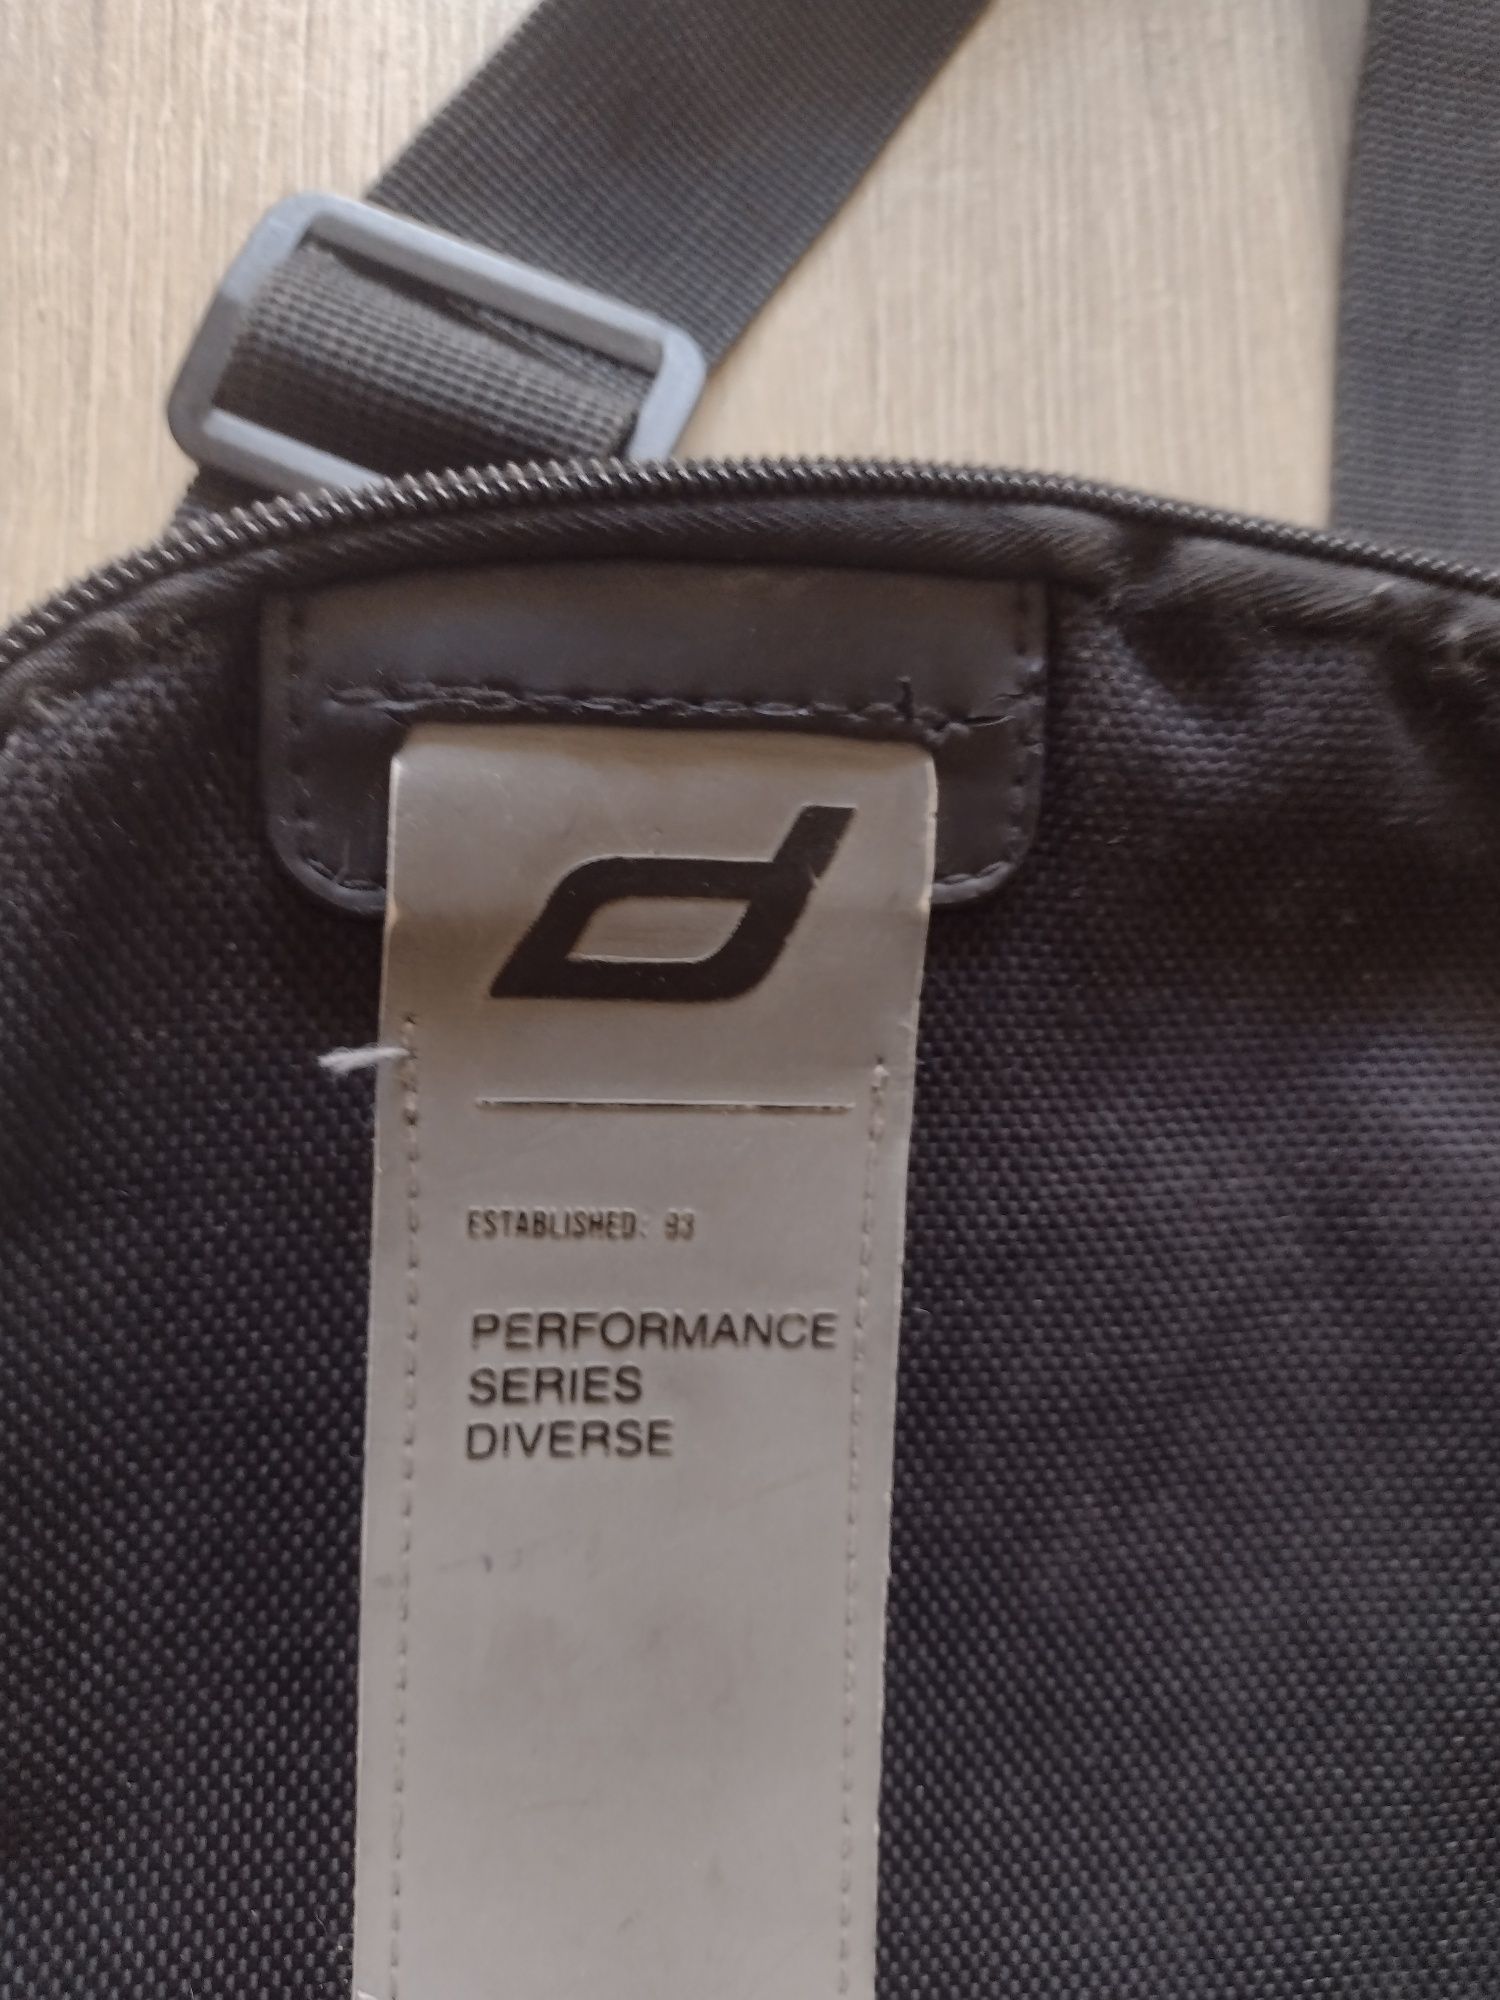 d
ESTABLISHED: 93
PERFORMANCE
SERIES
DIVERSE